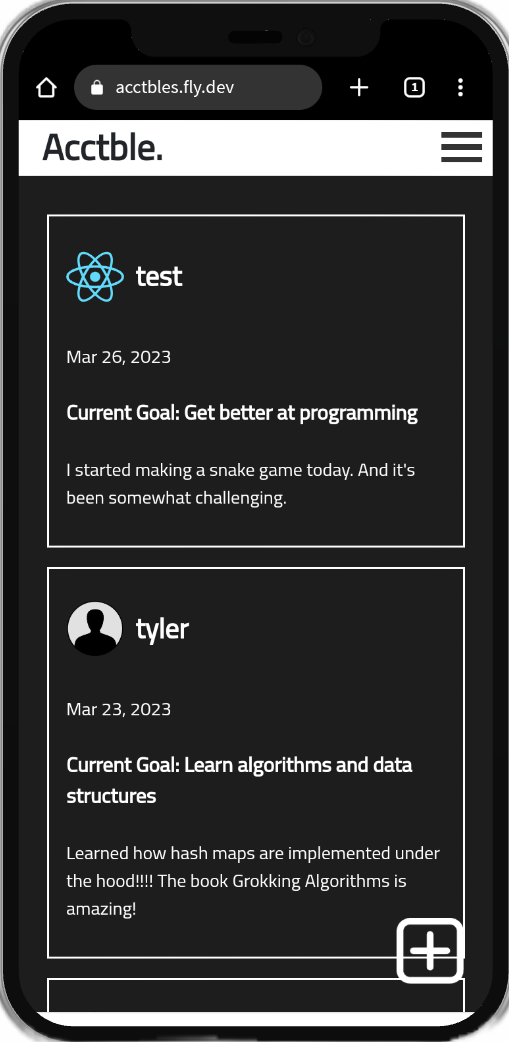 acctbles.fly.dev
1
Acctble.
test
Mar 26, 2023
Current Goal: Get better at programming
I started making a snake game today. And it's
been somewhat challenging.
tyler
Mar 23, 2023
Current Goal: Learn algorithms and data
structures
Learned how hash maps are implemented under
the hood!!!! The book Grokking Algorithms is
amazing!